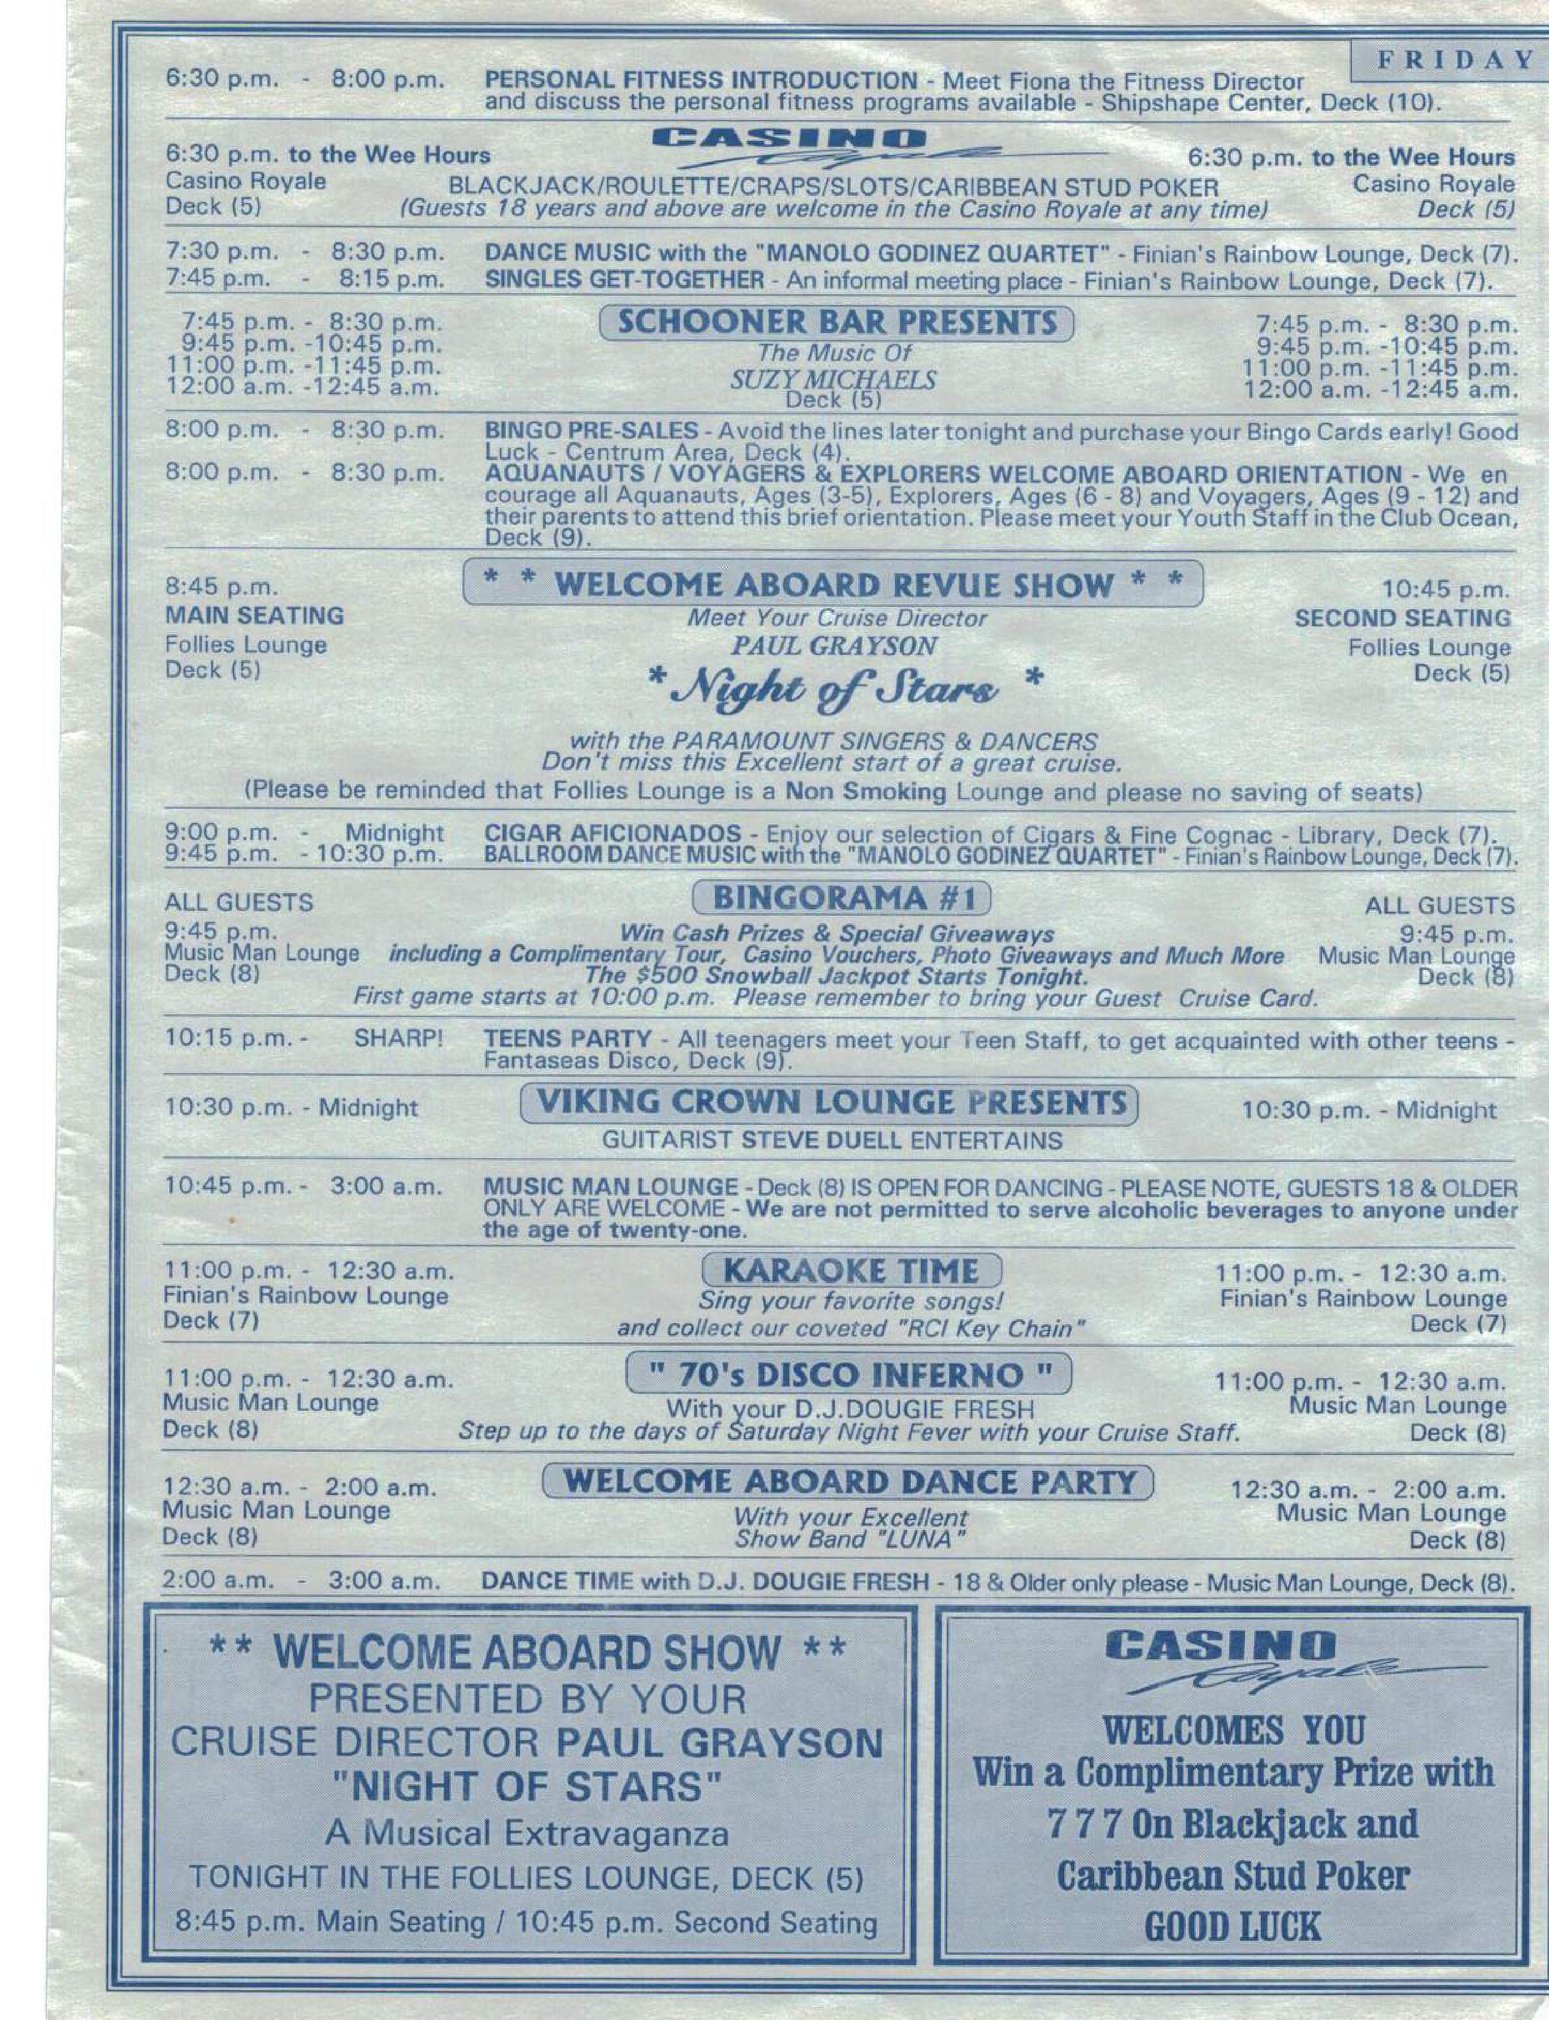 FRIDAY
6:30 p.m. - 8:00 p.m. PERSONAL FITNESS INTRODUCTION - Meet Fiona the Fitness Director
and discuss the personal fitness programs available - Shipshape Center, Deck (10).
CASINO
Royale
6:30 p.m. to the Wee Hours 6:30 p.m. to the Wee Hours
Casino Royale BLACKJACK/ROULETTE/CRAPS/SLOTS/CARIBBEAN STUD POKER Casino Royale
Deck (5) (Guests 18 years and above are welcome in the Casino Royale at any time) Deck (5)
7:30 p.m. - 8:30 p.m. DANCE MUSIC with the "MANOLO GODINEZ QUARTET" - Finian's Rainbow Lounge, Deck (7).
7:45 p.m. - 8:15 p.m. SINGLES GET-TOGETHER - An informal meeting place - Finian's Rainbow Lounge, Deck (7).
7:45 p.m. - 8:30 p.m. SCHOONER BAR PRESENTS 7:45 p.m. - 8:30 p.m.
9:45 p.m. -10:45 p.m. The Music Of 9:45 p.m. -10:45 p.m.
11:00 p.m. -11:45 p.m. SUZY MICHAELS 11:00 p.m. -11:45 p.m.
12:00 a.m. -12:45 a.m. Deck (5) 12:00 a.m. -12:45 a.m.
8:00 p.m. - 8:30 p.m. BINGO PRE-SALES - Avoid the lines later tonight and purchase your Bingo Cards early! Good
Luck - Centrum Area, Deck (4).
8:00 p.m. - 8:30 p.m. AQUANAUTS / VOYAGERS & EXPLORERS WELCOME ABOARD ORIENTATION - We en
courage all Aquanauts, Ages (3-5), Explorers, Ages (6 - 8) and Voyagers, Ages (9 - 12) and
their parents to attend this brief orientation. Please meet your Youth Staff in the Club Ocean,
Deck (9).
8:45 p.m. * * WELCOME ABOARD REVUE SHOW * * 10:45 p.m.
MAIN SEATING Meet Your Cruise Director SECOND SEATING
Follies Lounge PAUL GRAYSON Follies Lounge
Deck (5) * Night of Stars * Deck (5)
with the PARAMOUNT SINGERS & DANCERS
Don't miss this Excellent start of a great cruise.
(Please be reminded that Follies Lounge is a Non Smoking Lounge and please no saving of seats)
9:00 p.m. - Midnight CIGAR AFICIONADOS - Enjoy our selection of Cigars & Fine Cognac - Library, Deck (7).
9:45 p.m. - 10:30 p.m. BALLROOM DANCE MUSIC with the "MANOLO GODINEZ QUARTET" - Finian's Rainbow Lounge, Deck (7).
ALL GUESTS BINGORAMA #1 ALL GUESTS
9:45 p.m. Win Cash Prizes & Special Giveaways 9:45 p.m.
Music Man Lounge including a Complimentary Tour, Casino Vouchers, Photo Giveaways and Much More Music Man Lounge
Deck (8) The $500 Snowball Jackpot Starts Tonight. Deck (8)
First game starts at 10:00 p.m. Please remember to bring your Guest Cruise Card.
10:15 p.m. - SHARP! TEENS PARTY - All teenagers meet your Teen Staff, to get acquainted with other teens -
Fantaseas Disco, Deck (9).
10:30 p.m. - Midnight VIKING CROWN LOUNGE PRESENTS 10:30 p.m. - Midnight
GUITARIST STEVE DUELL ENTERTAINS
10:45 p.m. - 3:00 a.m. MUSIC MAN LOUNGE - Deck (8) IS OPEN FOR DANCING - PLEASE NOTE, GUESTS 18 & OLDER
ONLY ARE WELCOME - We are not permitted to serve alcoholic beverages to anyone under
the age of twenty-one.
11:00 p.m. - 12:30 a.m. KARAOKE TIME 11:00 p.m. - 12:30 a.m.
Finian's Rainbow Lounge Sing your favorite songs! Finian's Rainbow Lounge
Deck (7) and collect our coveted "RCI Key Chain" Deck (7)
11:00 p.m. - 12:30 a.m. " 70's DISCO INFERNO " 11:00 p.m. - 12:30 a.m.
Music Man Lounge With your D.J.DOUGIE FRESH Music Man Lounge
Deck (8) Step up to the days of Saturday Night Fever with your Cruise Staff. Deck (8)
12:30 a.m. - 2:00 a.m. WELCOME ABOARD DANCE PARTY 12:30 a.m. - 2:00 a.m.
Music Man Lounge With your Excellent Music Man Lounge
Deck (8) Show Band "LUNA" Deck (8)
2:00 a.m. - 3:00 a.m. DANCE TIME with D.J. DOUGIE FRESH - 18 & Older only please - Music Man Lounge, Deck (8).
** WELCOME ABOARD SHOW **
PRESENTED BY YOUR
CRUISE DIRECTOR PAUL GRAYSON
"NIGHT OF STARS"
A Musical Extravaganza
TONIGHT IN THE FOLLIES LOUNGE, DECK (5)
8:45 p.m. Main Seating / 10:45 p.m. Second Seating
CASINO
Royale
WELCOMES YOU
Win a Complimentary Prize with
7 7 7 On Blackjack and
Caribbean Stud Poker
GOOD LUCK